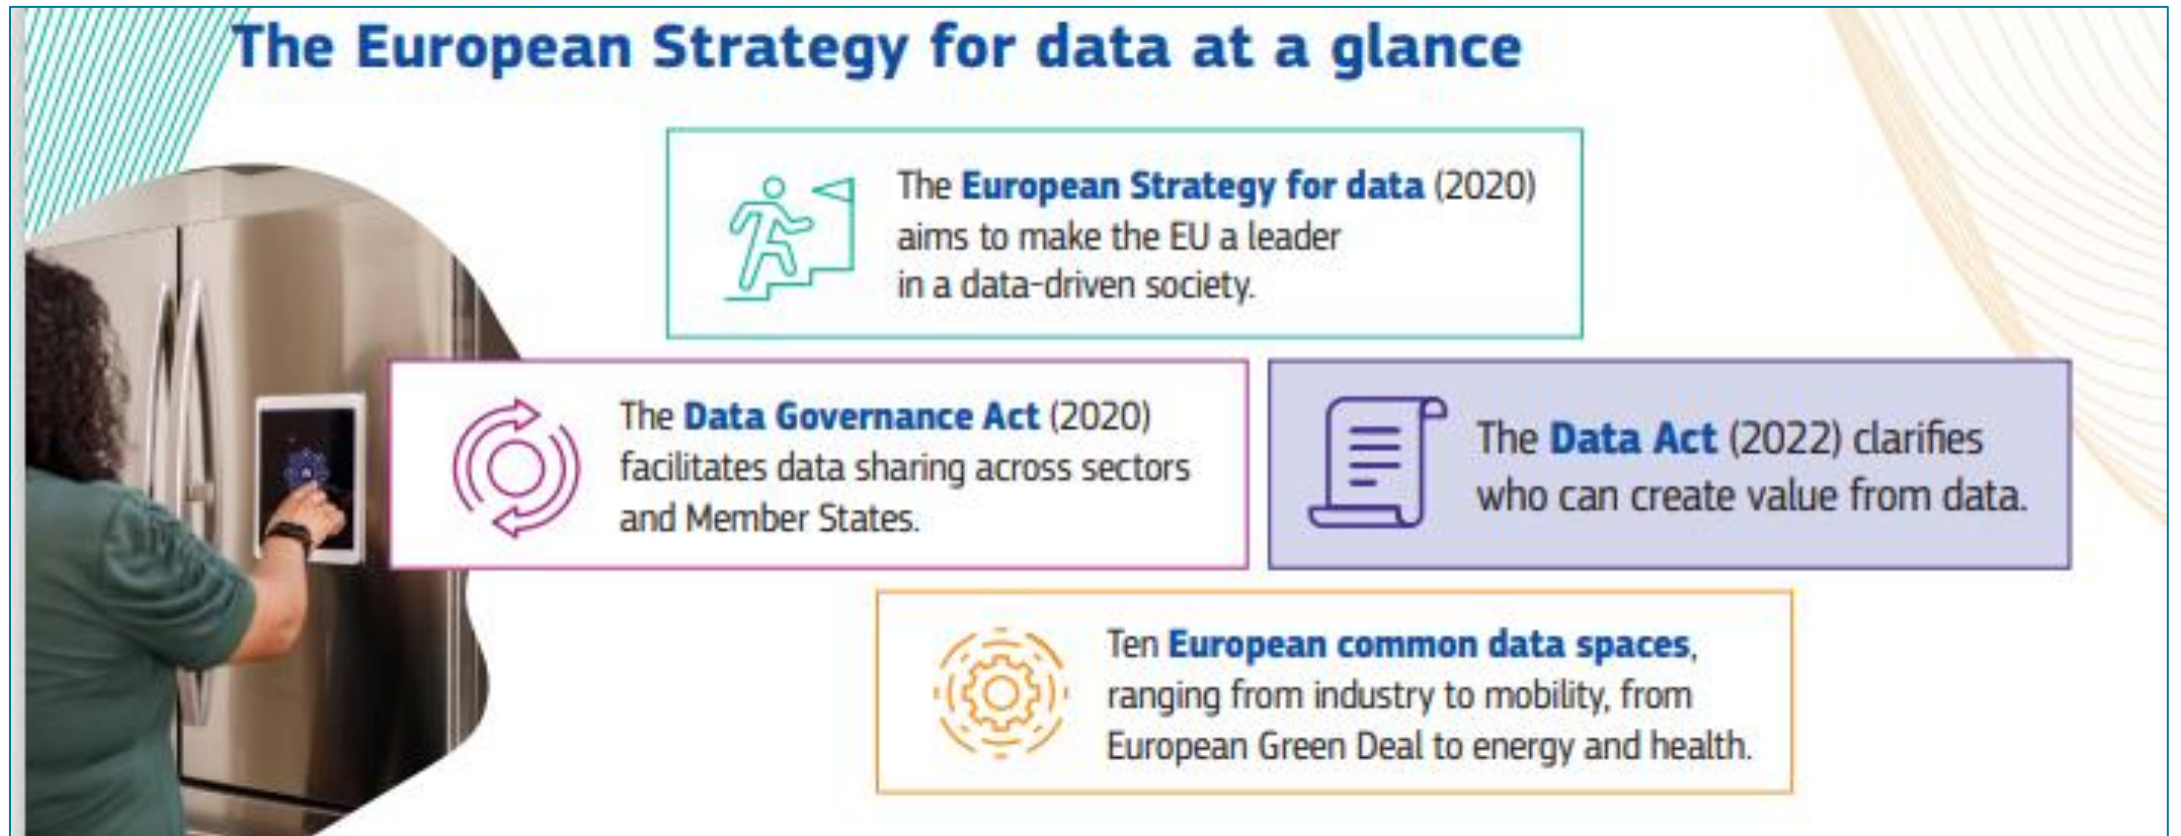 The European Strategy for data at a glance
The European Strategy for data (2020)
aims to make the EU a leader
in a data-driven society.
The Data Governance Act (2020)
facilitates data sharing across sectors
and Member States.
The Data Act (2022) clarifies
who can create value from data.
Ten European common data spaces,
ranging from industry to mobility, from
European Green Deal to energy and health.